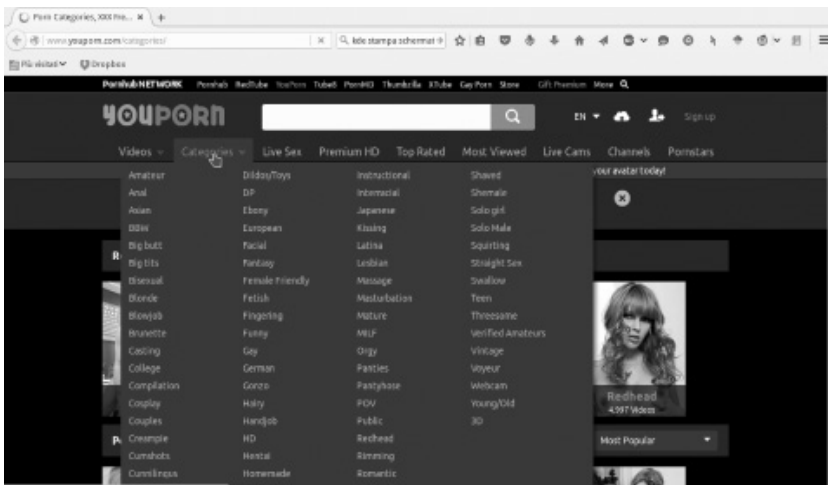 Porn Categories, XXX Fre...
www.youporn.com/categories/
kde stampa schermat
Più visitati Dropbox
Pornhub NETWORK Pornhub RedTube YouPorn Tube8 PornMD Thumbzilla XTube Gay Porn Store Gift Premium More
YOUPORN
EN Sign up
Videos Categories Live Sex Premium HD Top Rated Most Viewed Live Cams Channels Pornstars
your avatar today!
Amateur Dildos/Toys Instructional Shaved
Anal DP Interracial Shemale
Asian Ebony Japanese Solo girl
BBW European Kissing Solo Male
Big butt Facial Latina Squirting
Big tits Fantasy Lesbian Straight Sex
Bisexual Female Friendly Massage Swallow
Blonde Fetish Masturbation Teen
Blowjob Fingering Mature Threesome
Brunette Funny MILF Verified Amateurs
Casting Gay Orgy Vintage
College German Panties Voyeur
Compilation Gonzo Pantyhose Webcam
Cosplay Hairy POV Young/Old
Couples Handjob Public 3D
Creampie HD Redhead
Cumshots Hentai Rimming
Cunnilingus Homemade Romantic
Redhead
4,997 Videos
Most Popular